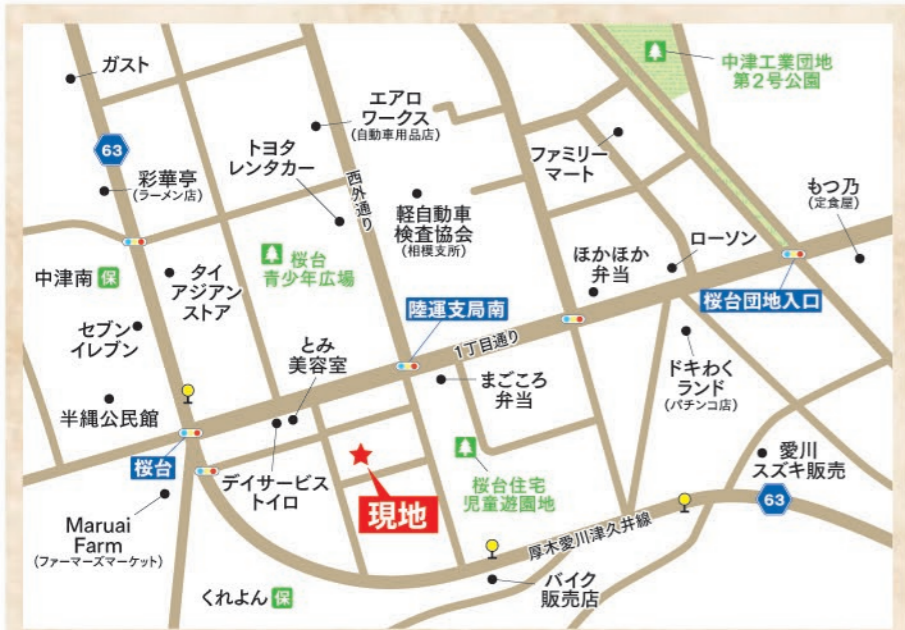 ガスト
エアロ
ワークス
(自動車用品店)
中津工業団地
第2号公園
63
トヨタ
レンタカー
ファミリー
マート
彩華亭
(ラーメン店)
西外通り
軽自動車
検査協会
(相模支所)
もつ乃
(定食屋)
中津南 保
タイ
アジアン
ストア
桜台
青少年広場
ほかほか
弁当
ローソン
桜台団地入口
陸運支局南
セブン
イレブン
とみ
美容室
1丁目通り
まごころ
弁当
ドキわく
ランド
(パチンコ店)
半縄公民館
桜台
デイサービス
トイロ
現地
桜台住宅
児童遊園地
愛川
スズキ販売
63
Maruai
Farm
(ファーマーズマーケット)
厚木愛川津久井線
くれよん 保
バイク
販売店